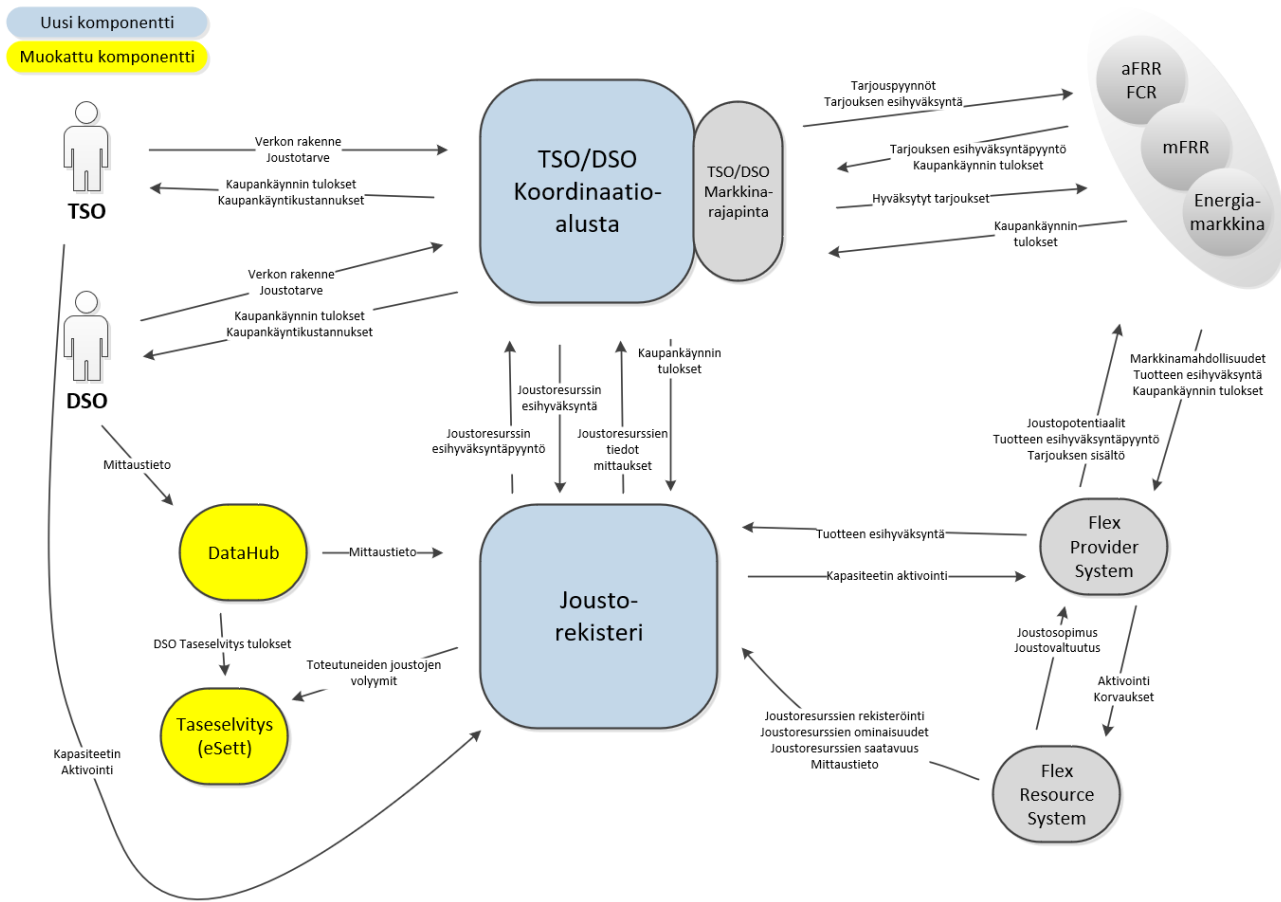 Uusi komponentti
Muokattu komponentti
TSO
DSO
Verkon rakenne
Joustotarve
Kaupankäynnin tulokset
Kaupankäyntikustannukset
Verkon rakenne
Joustotarve
Kaupankäynnin tulokset
Kaupankäyntikustannukset
TSO/DSO
Koordinaatio-
alusta
TSO/DSO
Markkina-
rajapinta
Tarjouspyynnöt
Tarjouksen esihyväksyntä
Tarjouksen esihyväksyntäpyyntö
Kaupankäynnin tulokset
Hyväksytyt tarjoukset
Kaupankäynnin
tulokset
aFRR
FCR
mFRR
Energia-
markkina
Joustoresurssin
esihyväksyntäpyyntö
Joustoresurssin
esihyväksyntä
Joustoresurssien
tiedot
mittaukset
Kaupankäynnin
tulokset
Markkinamahdollisuudet
Tuotteen esihyväksyntä
Kaupankäynnin tulokset
Joustopotentiaalit
Tuotteen esihyväksyntäpyyntö
Tarjouksen sisältö
Mittaustieto
DataHub
Mittaustieto
Jousto-
rekisteri
Tuotteen esihyväksyntä
Kapasiteetin aktivointi
Flex
Provider
System
DSO Taseselvitys tulokset
Toteutuneiden joustojen
volyymit
Taseselvitys
(eSett)
Joustosopimus
Joustovaltuutus
Aktivointi
Korvaukset
Joustoresurssien rekisteröinti
Joustoresurssien ominaisuudet
Joustoresurssien saatavuus
Mittaustieto
Flex
Resource
System
Kapasiteetin
Aktivointi